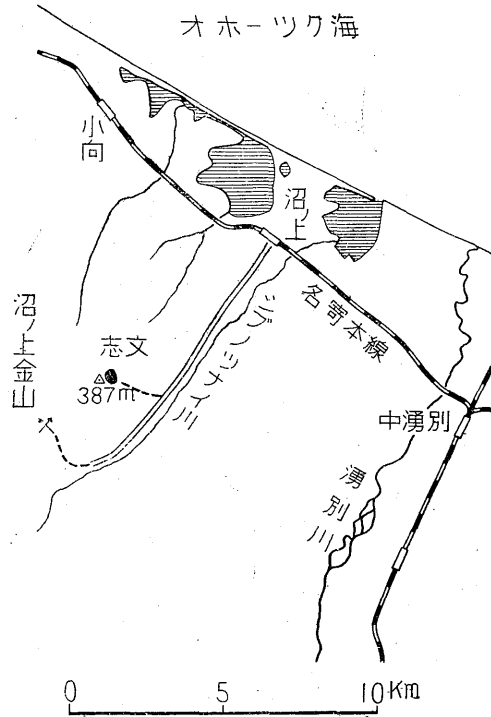 オホーツク海
小向
沼ノ上
名寄本線
シブノツナイ川
志文
387m
沼ノ上金山
中湧別
湧別川
0 5 10Km